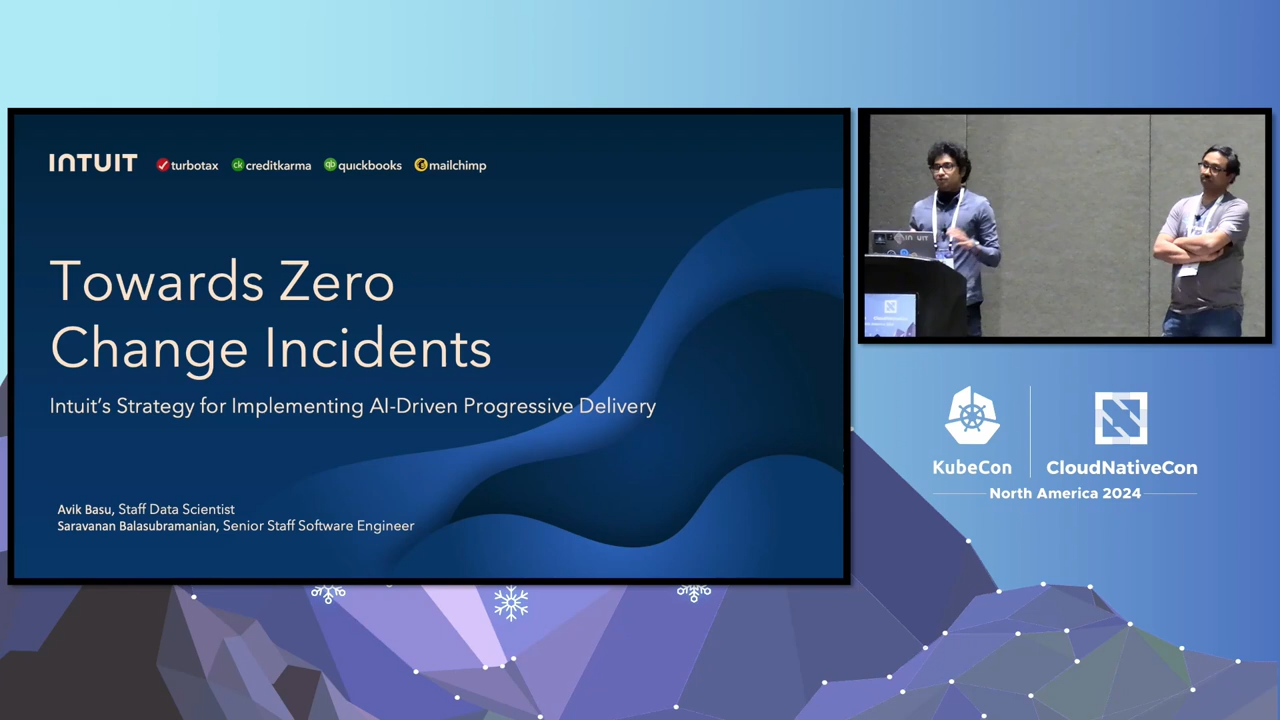 INTUIT turbotax creditkarma quickbooks mailchimp
Towards Zero
Change Incidents
Intuit's Strategy for Implementing AI-Driven Progressive Delivery
Avik Basu, Staff Data Scientist
Saravanan Balasubramanian, Senior Staff Software Engineer
KubeCon CloudNativeCon
North America 2024